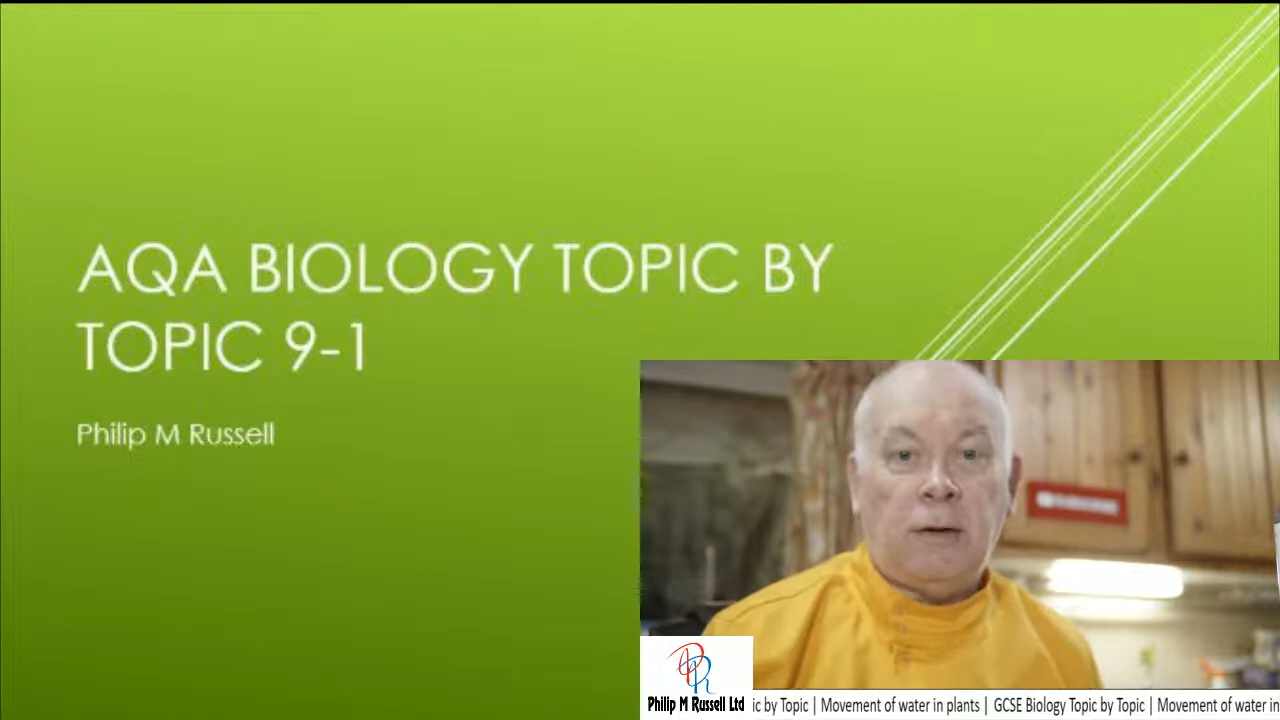 AQA BIOLOGY TOPIC BY
TOPIC 9-1
Philip M Russell
Philip M Russell Ltd
ic by Topic | Movement of water in plants | GCSE Biology Topic by Topic | Movement of water in